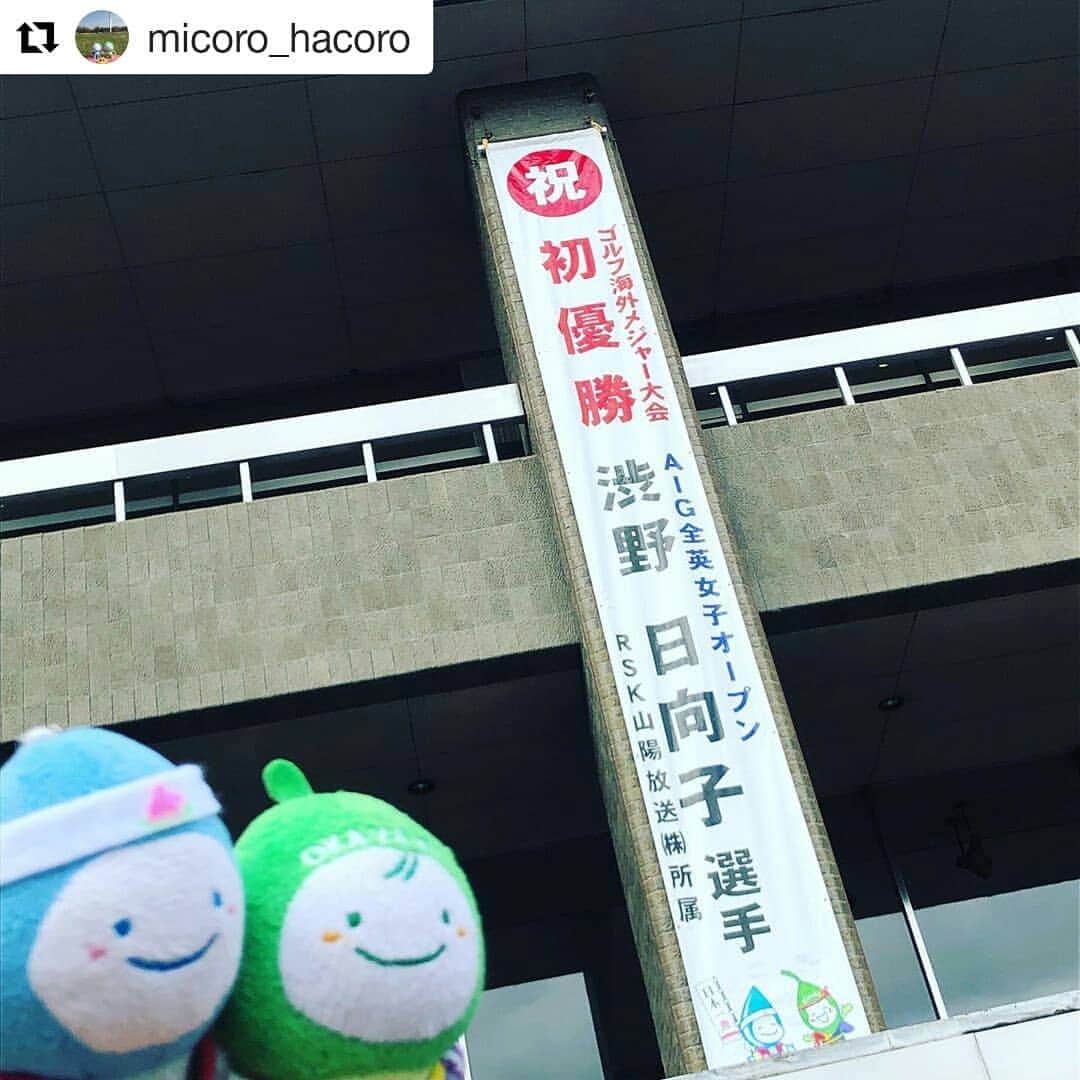 micoro_hacoro
祝
ゴルフ海外メジャー大会
初優勝
AIG全英女子オープン
渋野 日向子 選手
RSK山陽放送㈱所属